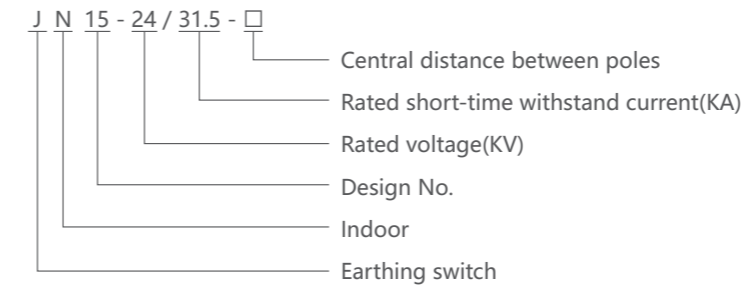 J N 15 - 24 / 31.5 - □
Central distance between poles
Rated short-time withstand current(KA)
Rated voltage(KV)
Design No.
Indoor
Earthing switch